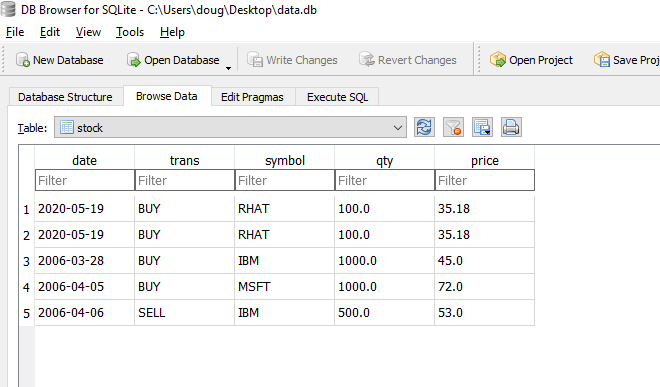 DB Browser for SQLite - C:\Users\doug\Desktop\data.db
File Edit View Tools Help
New Database Open Database Write Changes Revert Changes Open Project Save Proj
Database Structure Browse Data Edit Pragmas Execute SQL
Table: stock
date trans symbol qty price
Filter Filter Filter Filter Filter
1 2020-05-19 BUY RHAT 100.0 35.18
2 2020-05-19 BUY RHAT 100.0 35.18
3 2006-03-28 BUY IBM 1000.0 45.0
4 2006-04-05 BUY MSFT 1000.0 72.0
5 2006-04-06 SELL IBM 500.0 53.0